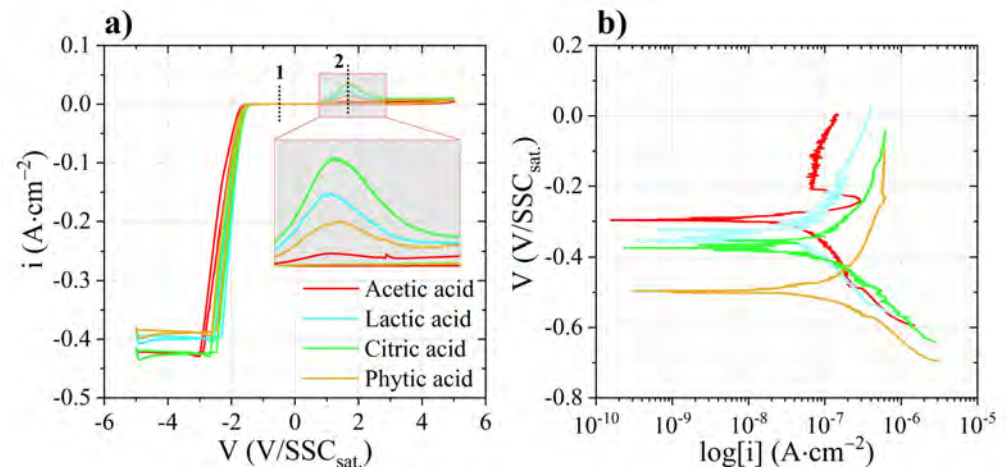 a)
0.1
0.0
-0.1
-0.2
-0.3
-0.4
-0.5
i (A·cm⁻²)
1
2
Acetic acid
Lactic acid
Citric acid
Phytic acid
-6 -4 -2 0 2 4 6
V (V/SSCsat.)
b)
0.2
0.0
-0.2
-0.4
-0.6
-0.8
V (V/SSCsat.)
10⁻¹⁰ 10⁻⁹ 10⁻⁸ 10⁻⁷ 10⁻⁶ 10⁻⁵
log[i] (A·cm⁻²)